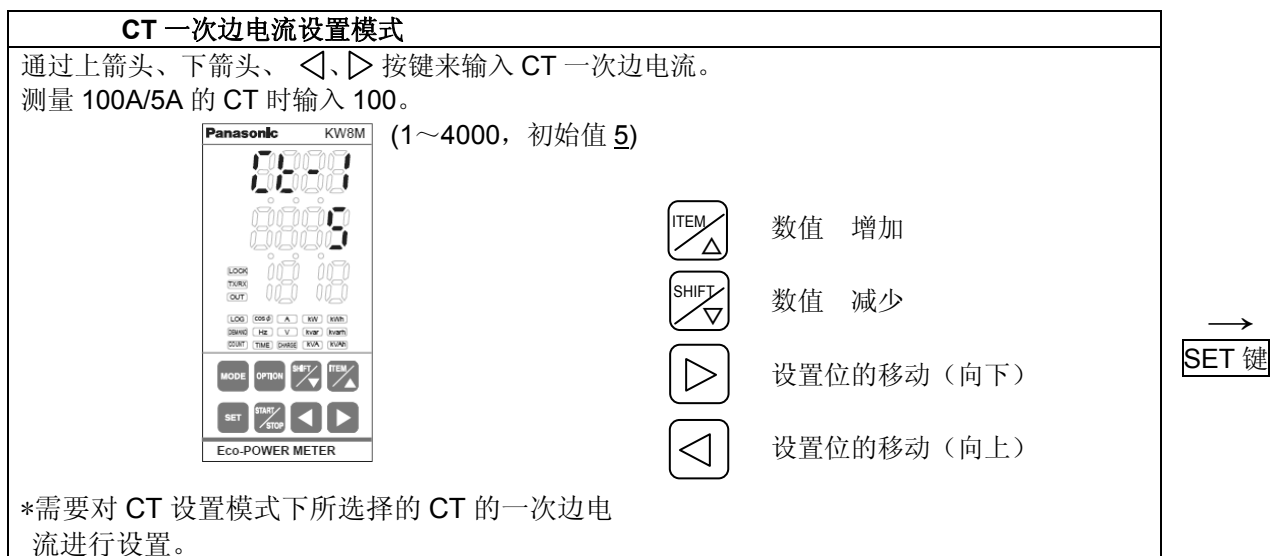 CT 一次边电流设置模式
通过上箭头、下箭头、 ◁、▷ 按键来输入 CT 一次边电流。
测量 100A/5A 的 CT 时输入 100。
Panasonic KW8M
(1～4000，初始值 5)
Ct-1
5
LOCK
TX/RX
OUT
LOG cosφ A kW kWh
DEMAND Hz V kvar kvarh
COUNT TIME CHARGE kVA kVAh
MODE OPTION SHIFT/▽ ITEM/△
SET START/STOP ◀ ▶
Eco-POWER METER
ITEM/△ 数值 增加
SHIFT/▽ 数值 减少
▷ 设置位的移动（向下）
◁ 设置位的移动（向上）
→
SET 键
*需要对 CT 设置模式下所选择的 CT 的一次边电
流进行设置。